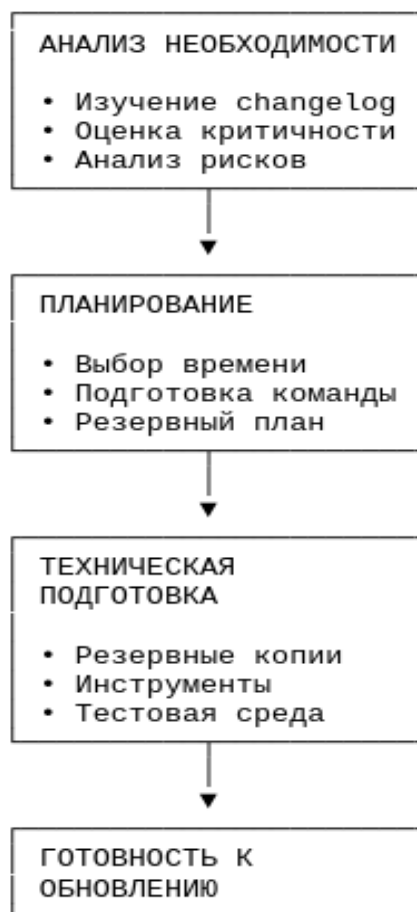 АНАЛИЗ НЕОБХОДИМОСТИ
• Изучение changelog
• Оценка критичности
• Анализ рисков
ПЛАНИРОВАНИЕ
• Выбор времени
• Подготовка команды
• Резервный план
ТЕХНИЧЕСКАЯ
ПОДГОТОВКА
• Резервные копии
• Инструменты
• Тестовая среда
ГОТОВНОСТЬ К
ОБНОВЛЕНИЮ